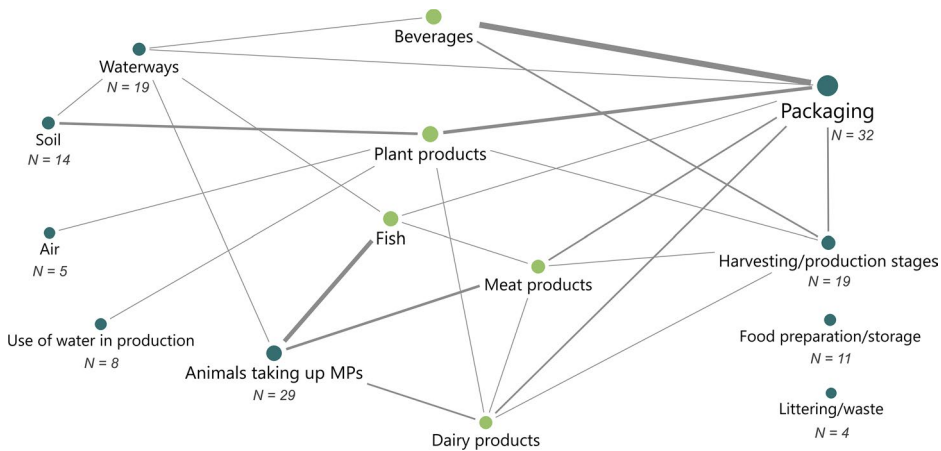 Beverages
Waterways
N = 19
Packaging
N = 32
Soil
N = 14
Plant products
Air
N = 5
Fish
Harvesting/production stages
N = 19
Meat products
Use of water in production
N = 8
Food preparation/storage
N = 11
Animals taking up MPs
N = 29
Littering/waste
N = 4
Dairy products